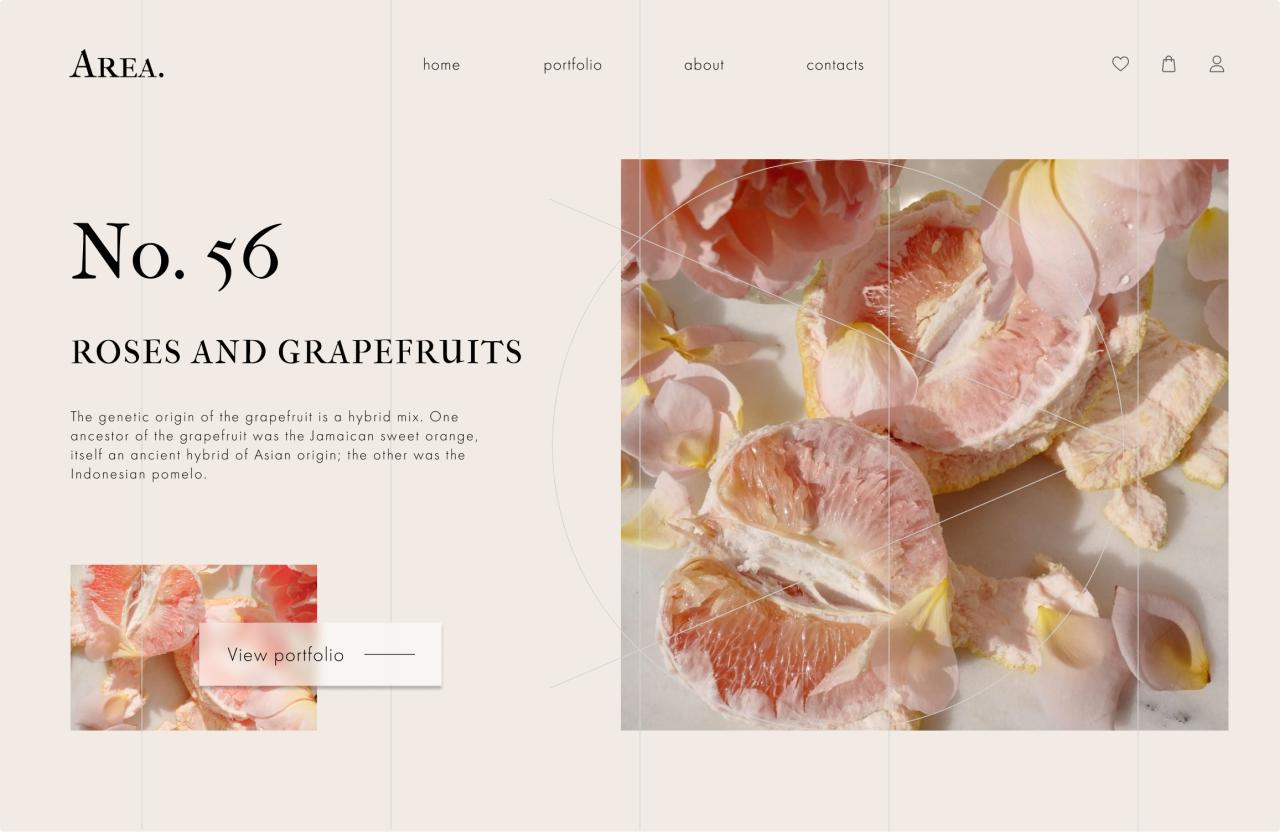 AREA.
home
portfolio
about
contacts
No. 56
ROSES AND GRAPEFRUITS
The genetic origin of the grapefruit is a hybrid mix. One
ancestor of the grapefruit was the Jamaican sweet orange,
itself an ancient hybrid of Asian origin; the other was the
Indonesian pomelo.
View portfolio